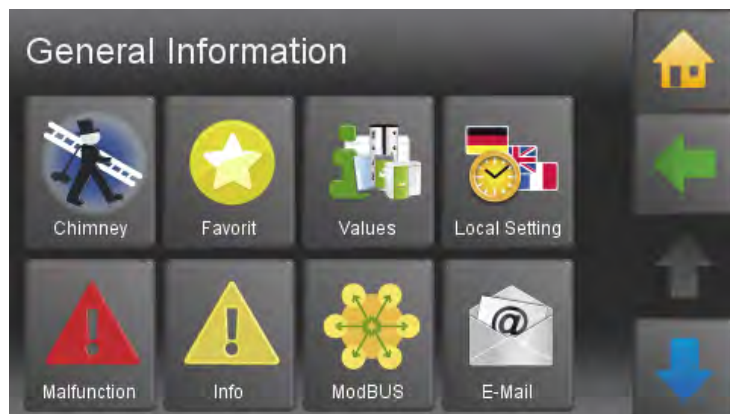 General Information
Chimney
Favorit
Values
Local Setting
Malfunction
Info
ModBUS
@
E-Mail